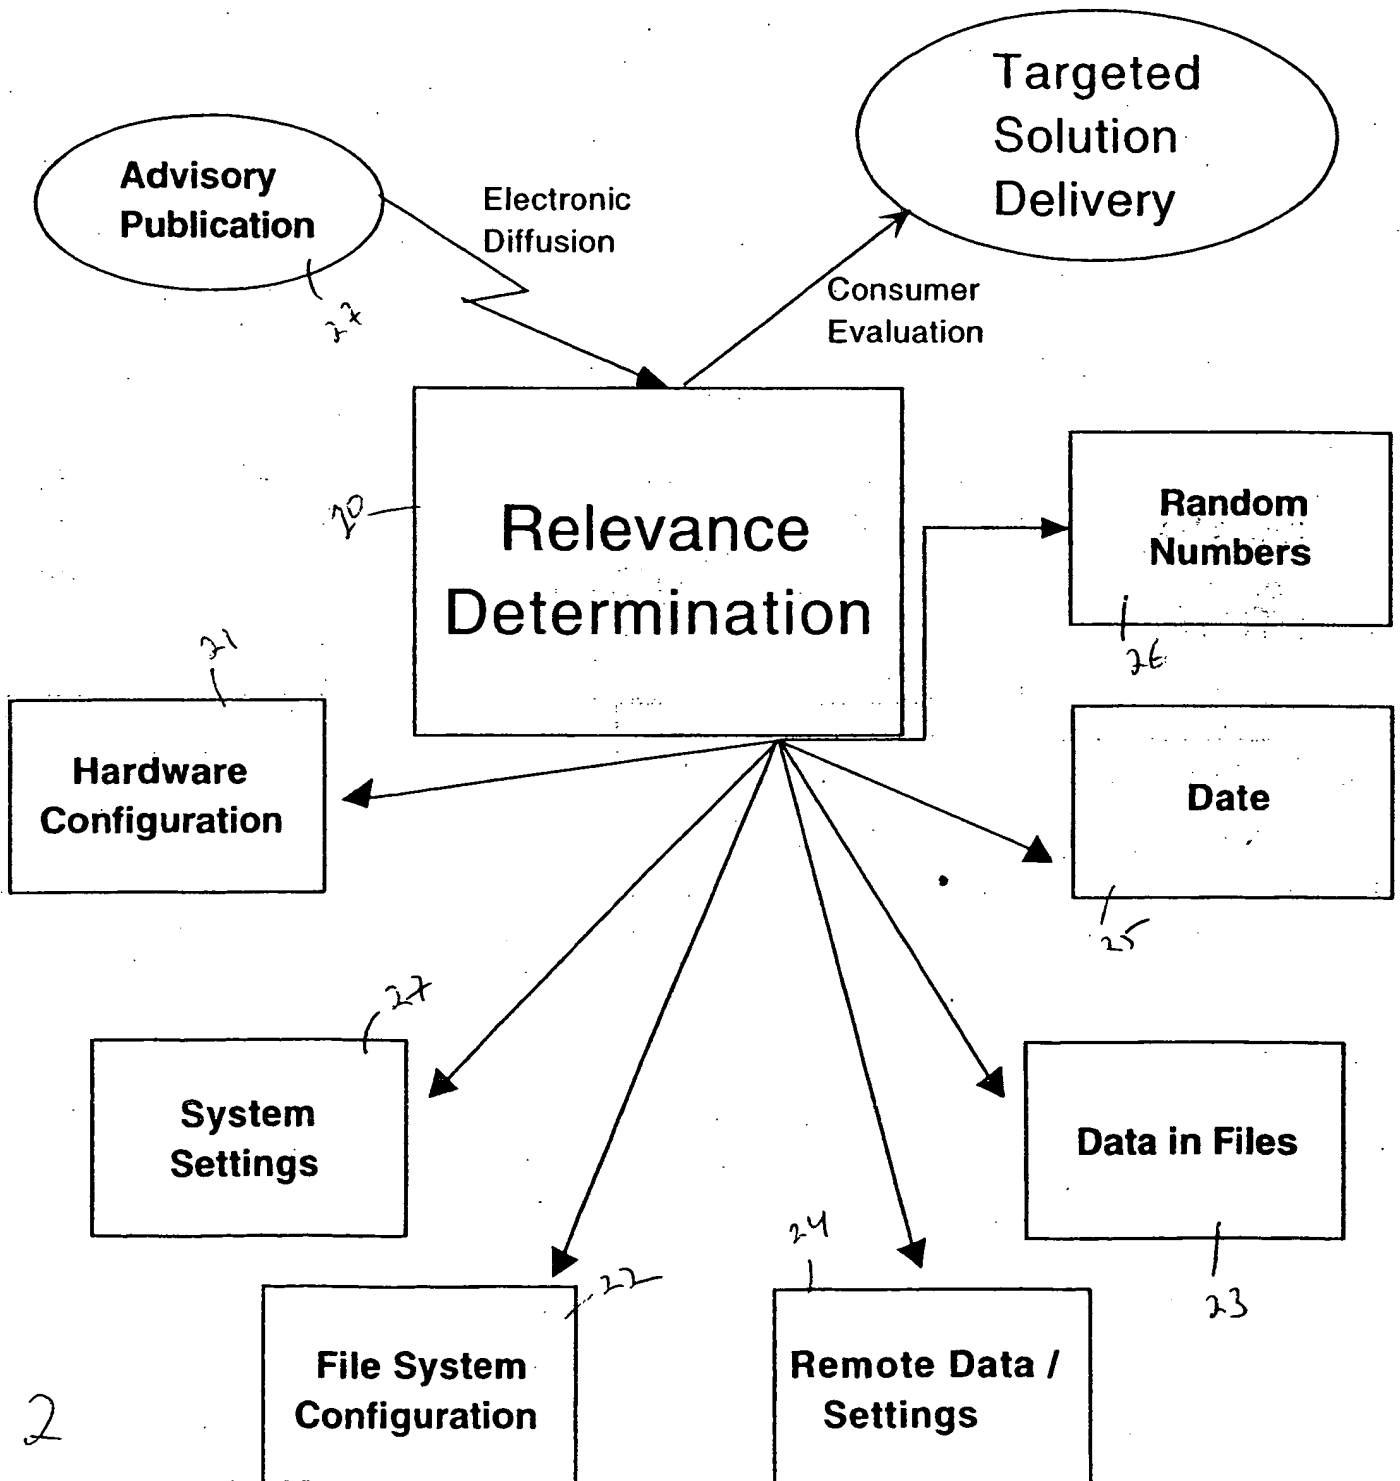 Targeted
Solution
Delivery
Advisory
Publication
27
Electronic
Diffusion
Consumer
Evaluation
Relevance
Determination
20
Random
Numbers
26
21
Hardware
Configuration
Date
25
27
System
Settings
Data in Files
23
24
22
File System
Configuration
Remote Data /
Settings
2